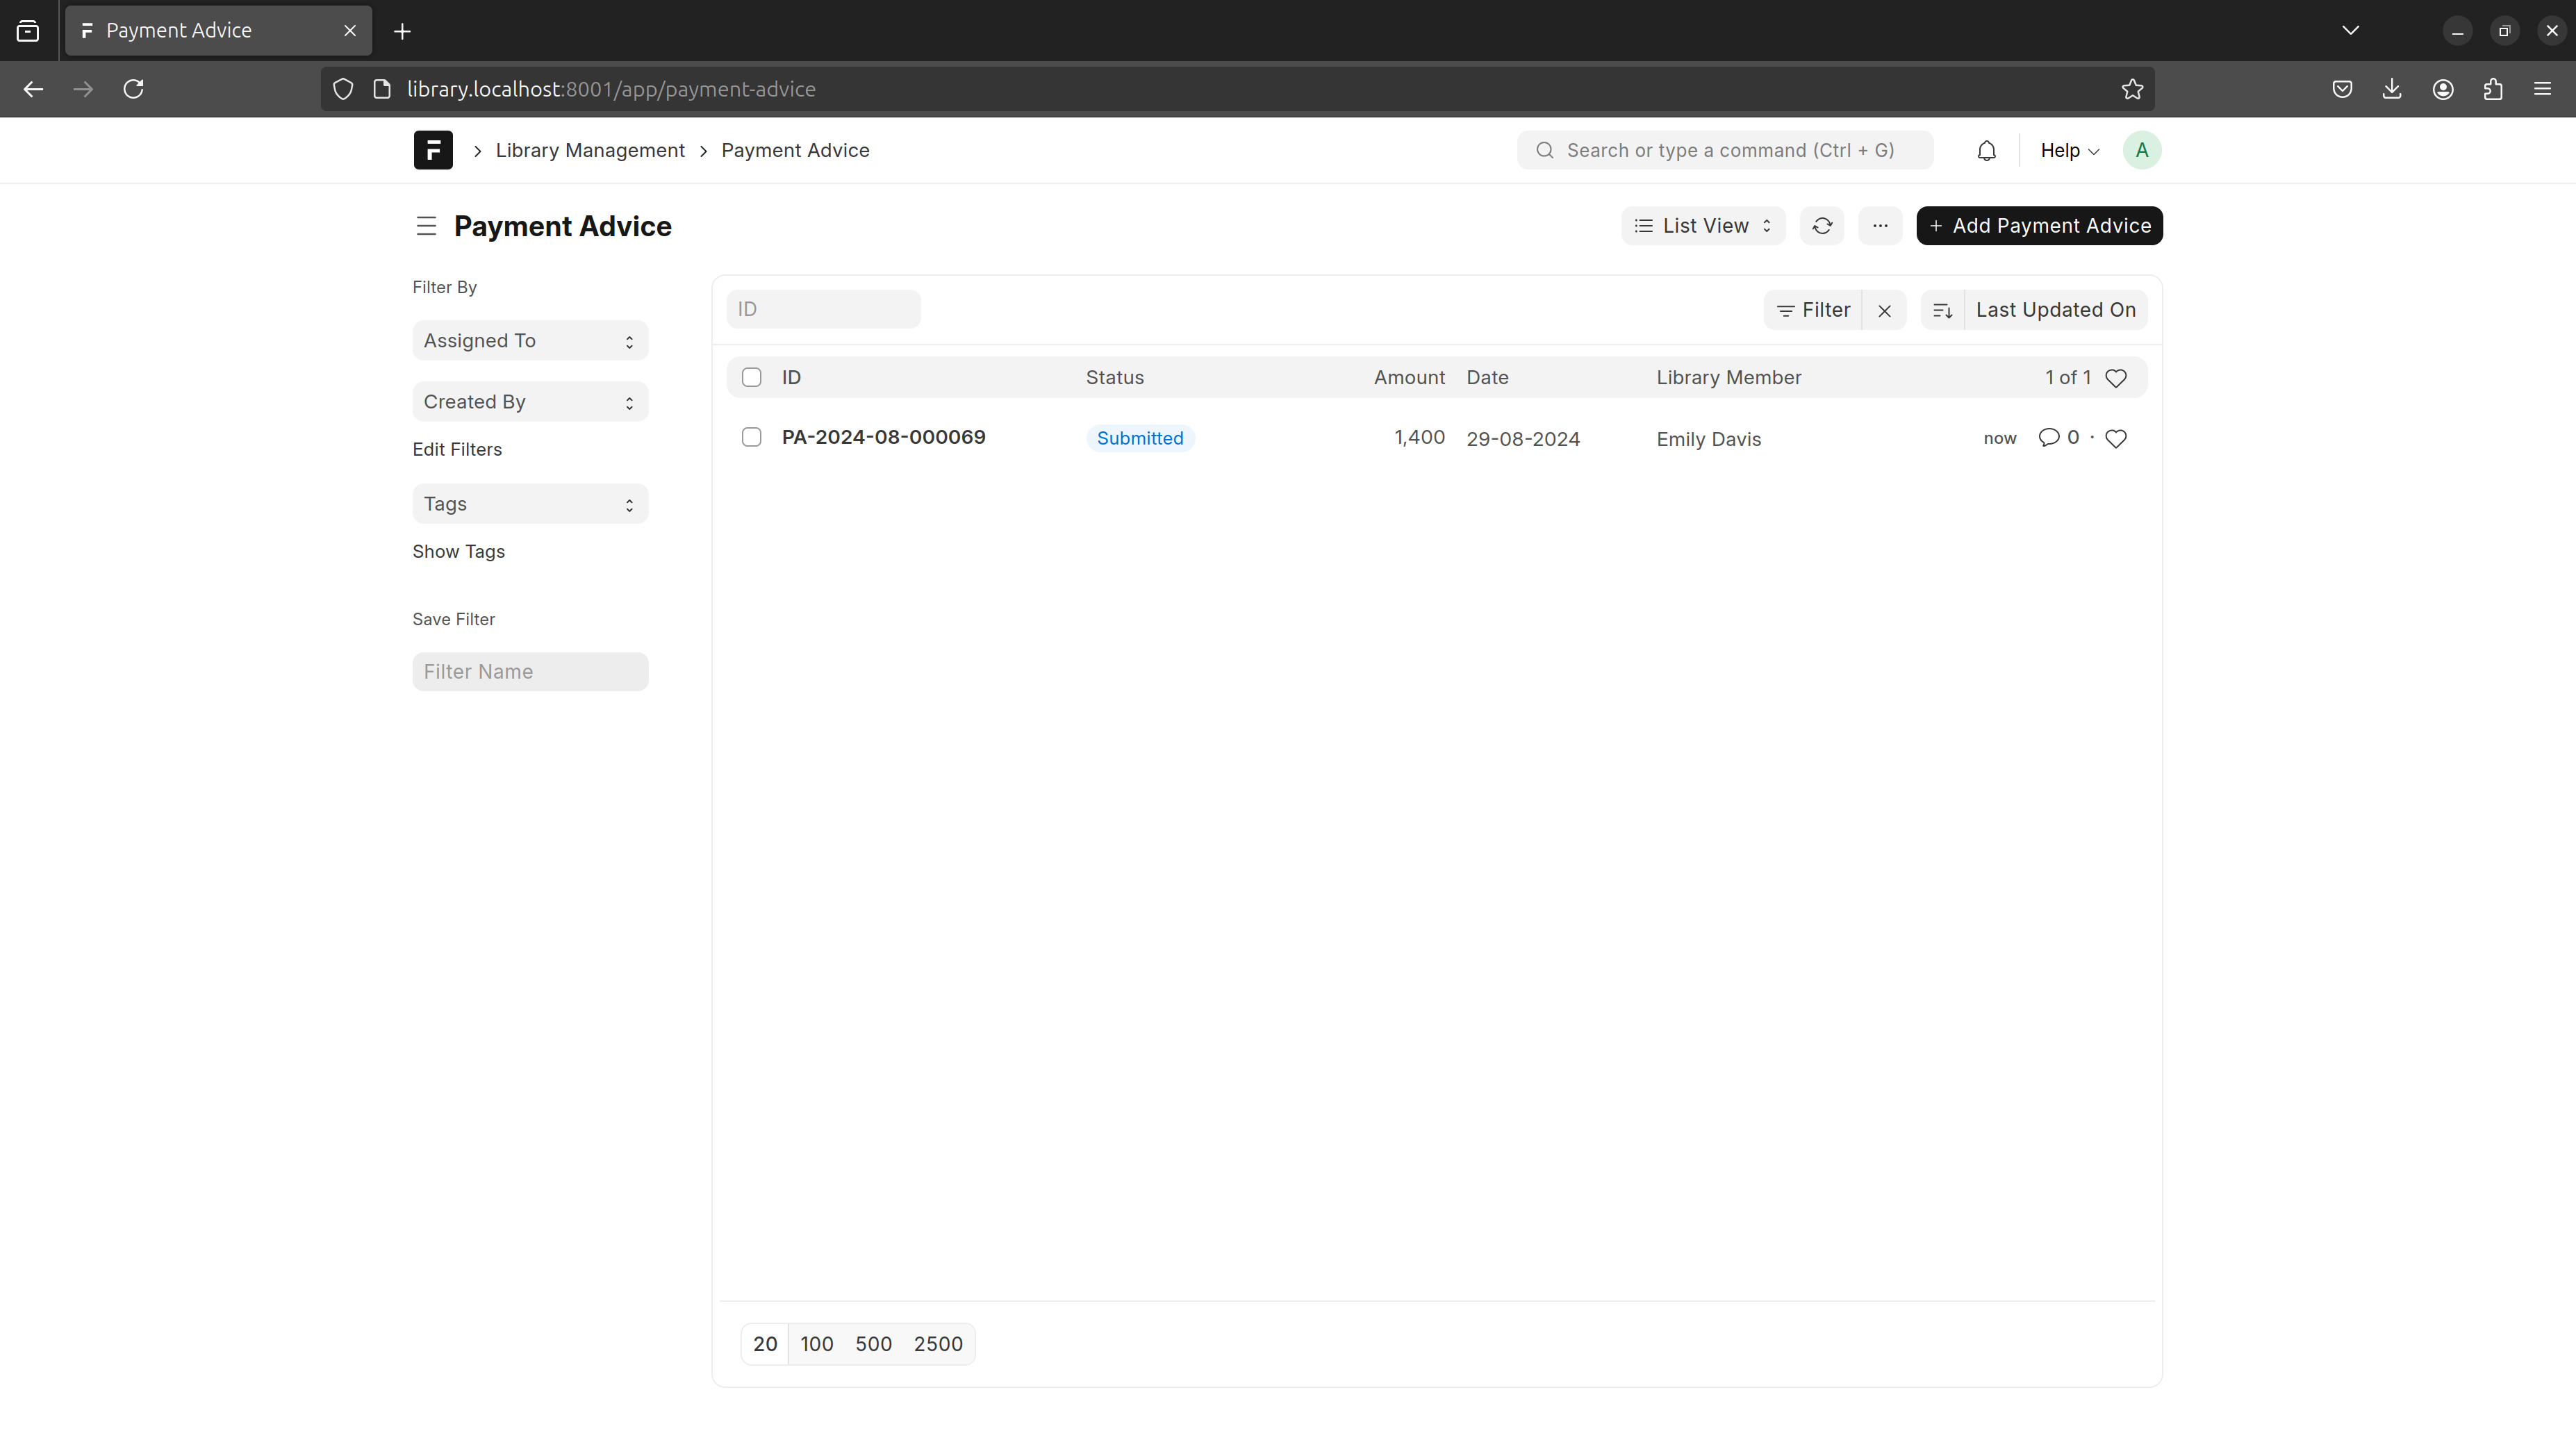 Payment Advice
library.localhost:8001/app/payment-advice
Library Management Payment Advice
Search or type a command (Ctrl + G)
Help
A
Payment Advice
List View
Add Payment Advice
Filter By
Assigned To
Created By
Edit Filters
Tags
Show Tags
Save Filter
Filter Name
ID
Filter
Last Updated On
ID Status Amount Date Library Member 1 of 1
PA-2024-08-000069 Submitted 1,400 29-08-2024 Emily Davis now 0 ·
20 100 500 2500